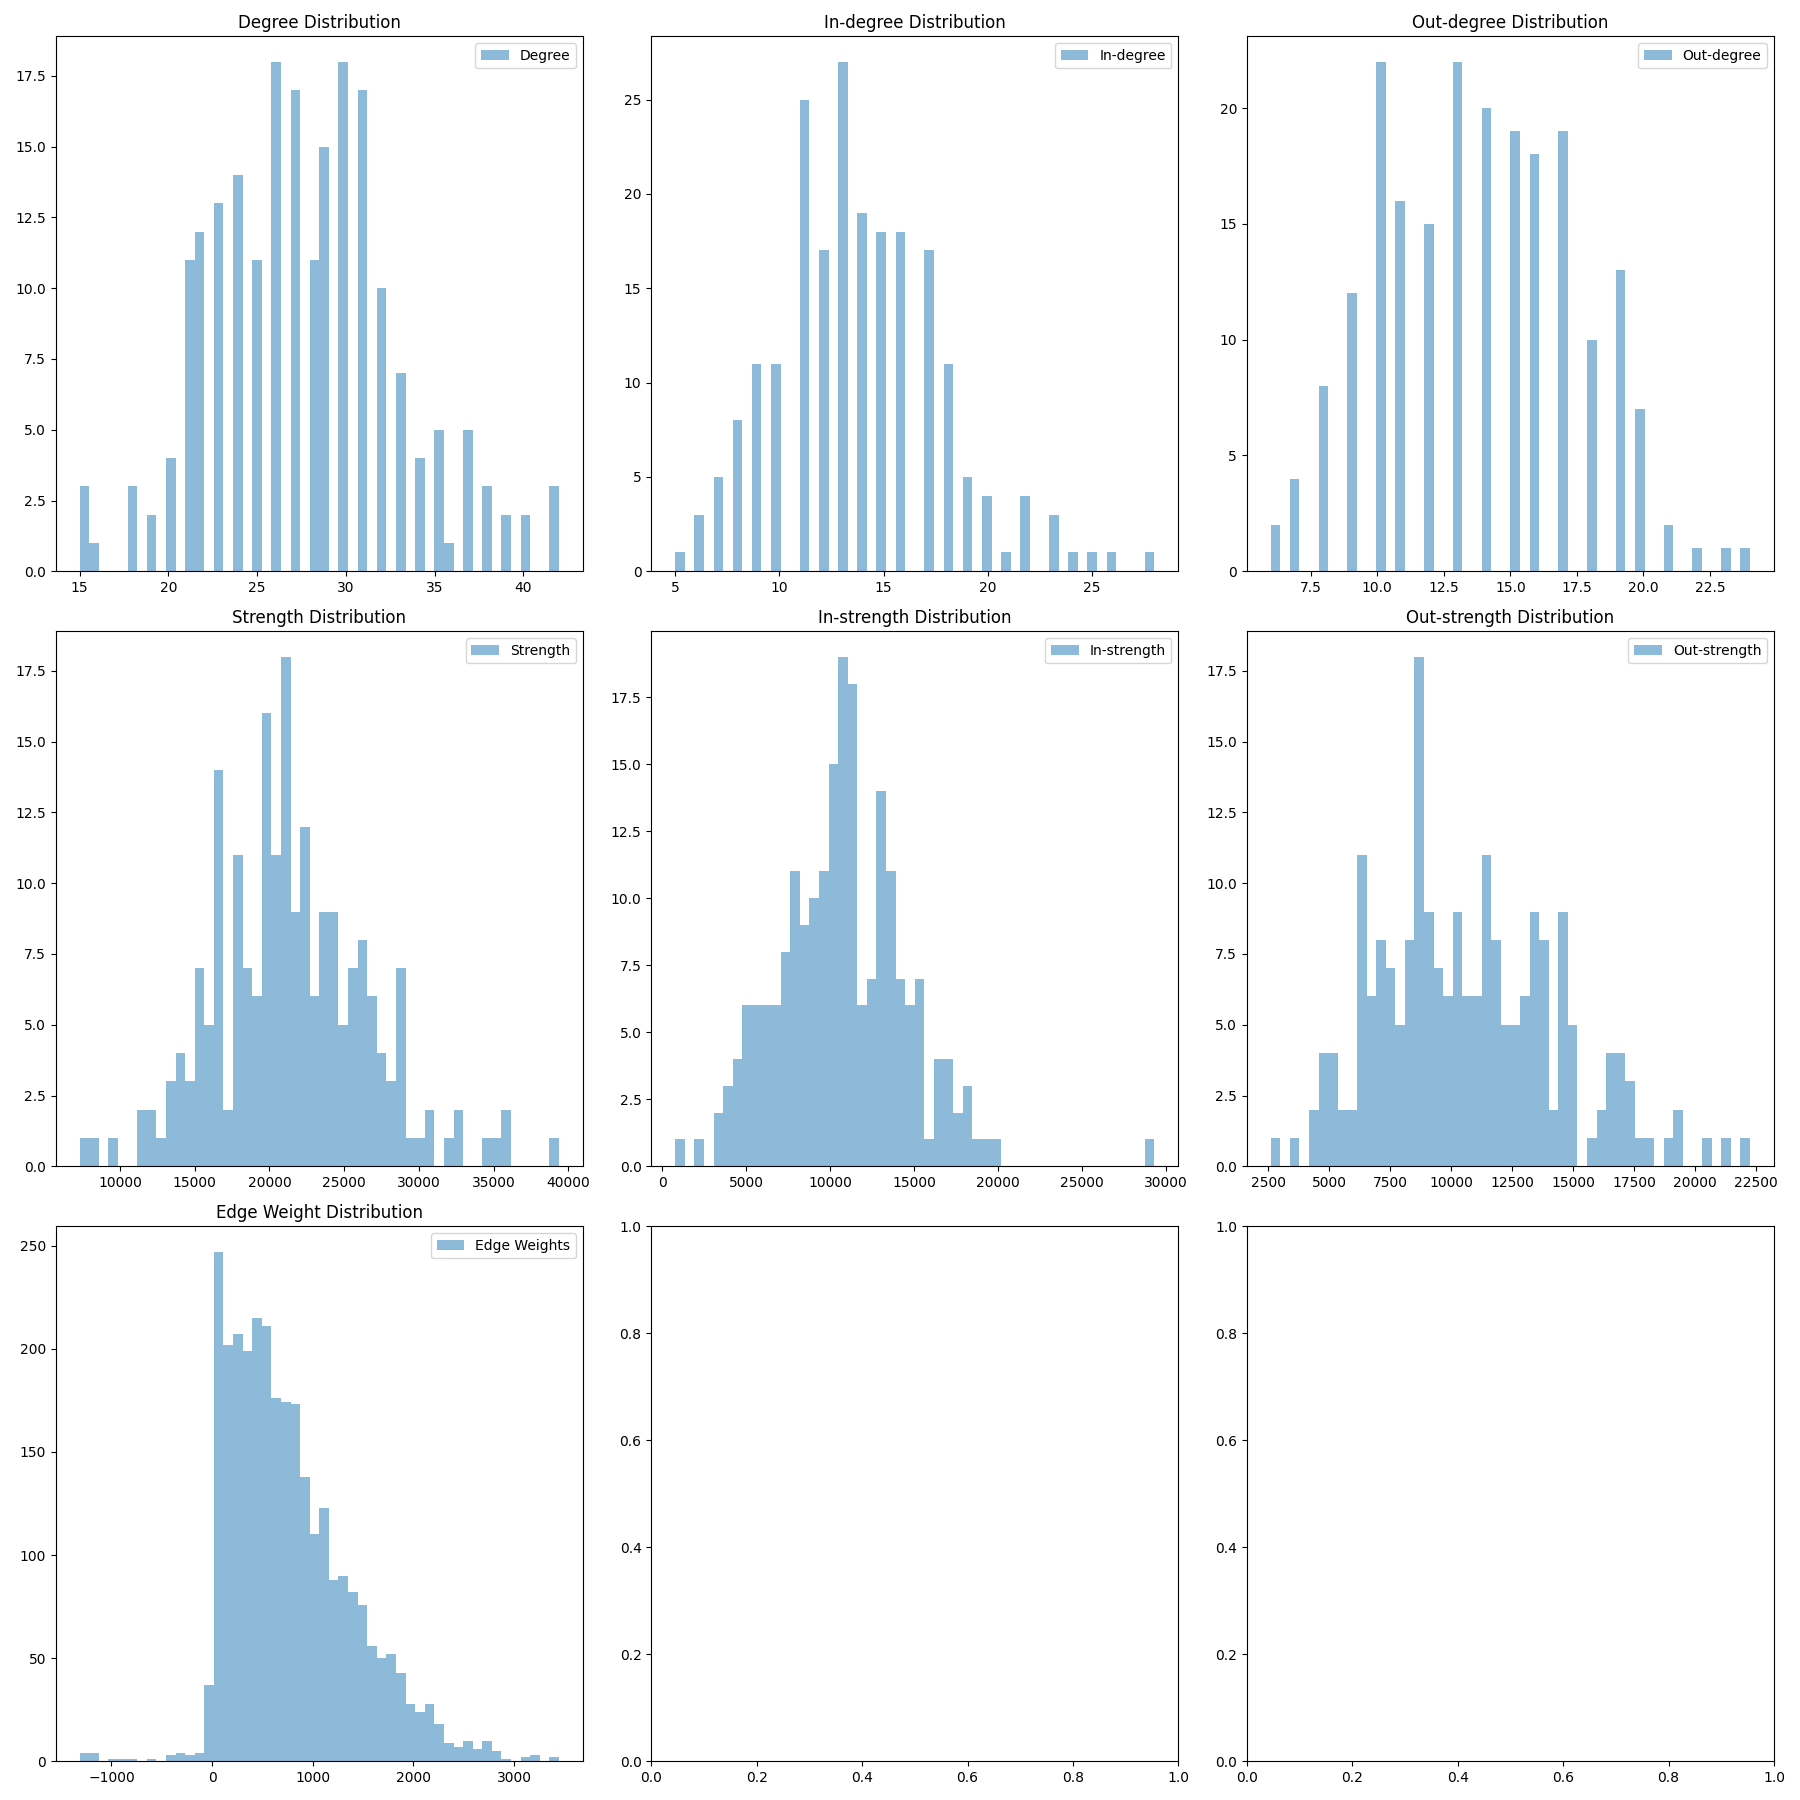 Degree Distribution
Degree
17.5
15.0
12.5
10.0
7.5
5.0
2.5
0.0
15 20 25 30 35 40
In-degree Distribution
In-degree
25
20
15
10
5
0
5 10 15 20 25
Out-degree Distribution
Out-degree
20
15
10
5
0
7.5 10.0 12.5 15.0 17.5 20.0 22.5
Strength Distribution
Strength
17.5
15.0
12.5
10.0
7.5
5.0
2.5
0.0
10000 15000 20000 25000 30000 35000 40000
In-strength Distribution
In-strength
17.5
15.0
12.5
10.0
7.5
5.0
2.5
0.0
0 5000 10000 15000 20000 25000 30000
Out-strength Distribution
Out-strength
17.5
15.0
12.5
10.0
7.5
5.0
2.5
0.0
2500 5000 7500 10000 12500 15000 17500 20000 22500
Edge Weight Distribution
Edge Weights
250
200
150
100
50
0
−1000 0 1000 2000 3000
1.0
0.8
0.6
0.4
0.2
0.0
0.0 0.2 0.4 0.6 0.8 1.0
1.0
0.8
0.6
0.4
0.2
0.0
0.0 0.2 0.4 0.6 0.8 1.0